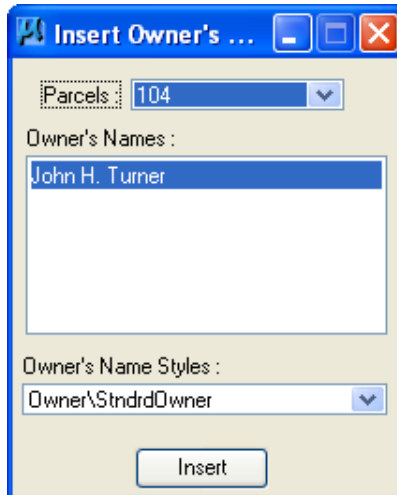 Insert Owner's ...
Parcels : 104
Owner's Names :
John H. Turner
Owner's Name Styles :
Owner\StndrdOwner
Insert